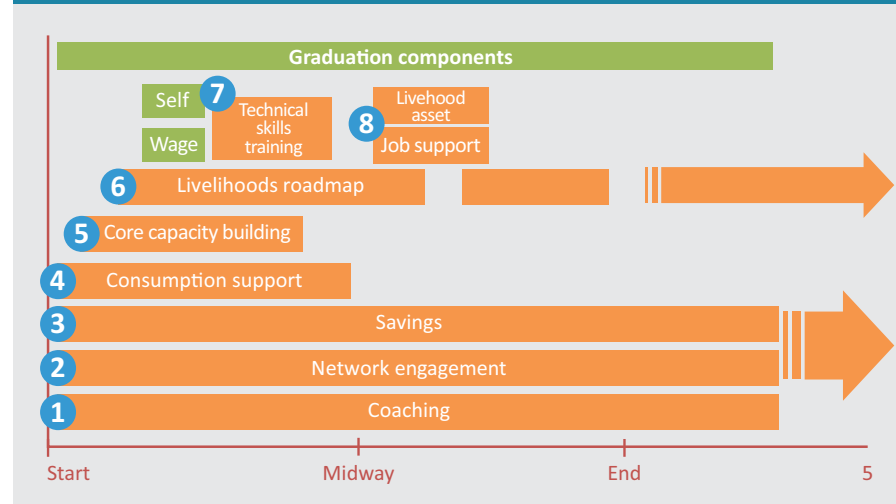 Graduation components
Self
7
Technical
skills
training
Wage
8
Livehood
asset
Job support
6
Livelihoods roadmap
5
Core capacity building
4
Consumption support
3
Savings
2
Network engagement
1
Coaching
Start
Midway
End
5